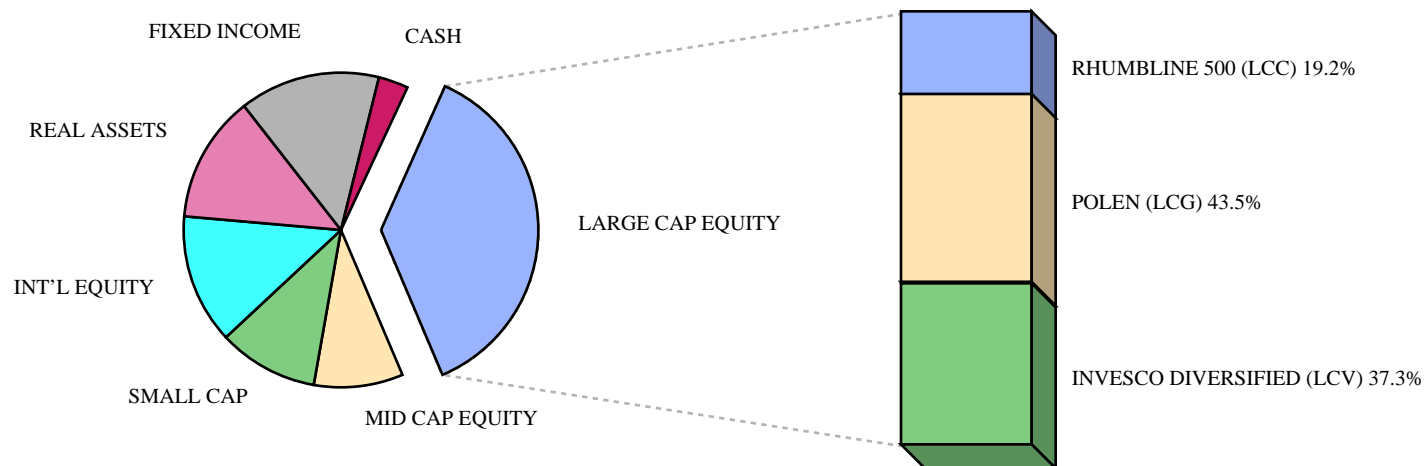 FIXED INCOME
CASH
REAL ASSETS
INT'L EQUITY
SMALL CAP
MID CAP EQUITY
LARGE CAP EQUITY
RHUMBLINE 500 (LCC) 19.2%
POLEN (LCG) 43.5%
INVESCO DIVERSIFIED (LCV) 37.3%